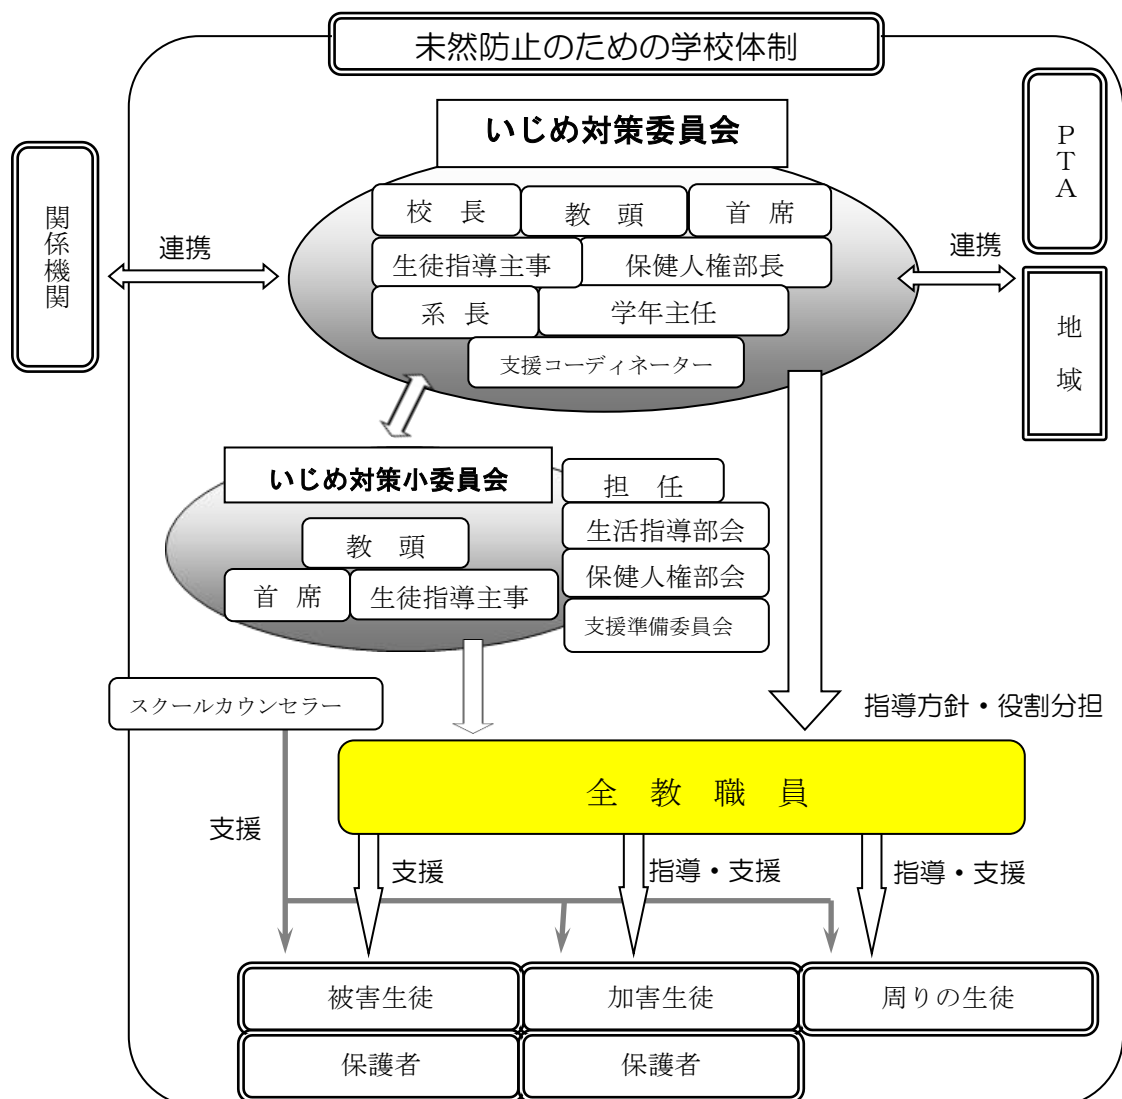 未然防止のための学校体制
いじめ対策委員会
PTA
関係機関
校 長
教 頭
首 席
連携
生徒指導主事
保健人権部長
連携
系 長
学年主任
地 域
支援コーディネーター
いじめ対策小委員会
担 任
生活指導部会
教 頭
保健人権部会
首 席
生徒指導主事
支援準備委員会
スクールカウンセラー
指導方針・役割分担
全 教 職 員
支援
支援
指導・支援
指導・支援
被害生徒
加害生徒
周りの生徒
保護者
保護者